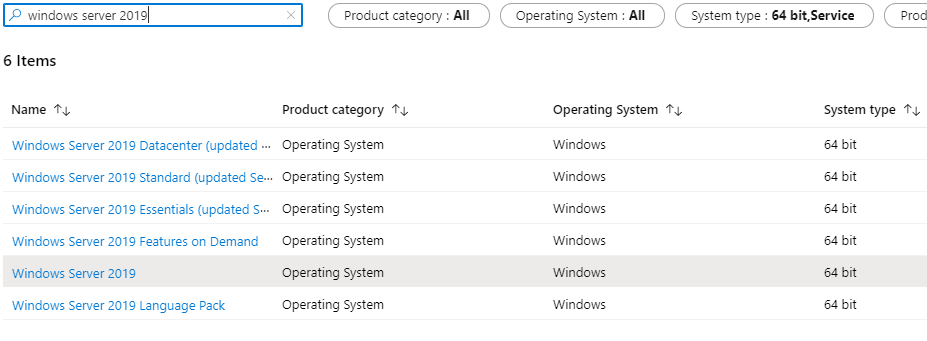 windows server 2019
Product category : All
Operating System : All
System type : 64 bit,Service
Prod
6 Items
Name Product category Operating System System type
Windows Server 2019 Datacenter (updated ··· Operating System Windows 64 bit
Windows Server 2019 Standard (updated Se··· Operating System Windows 64 bit
Windows Server 2019 Essentials (updated S··· Operating System Windows 64 bit
Windows Server 2019 Features on Demand Operating System Windows 64 bit
Windows Server 2019 Operating System Windows 64 bit
Windows Server 2019 Language Pack Operating System Windows 64 bit